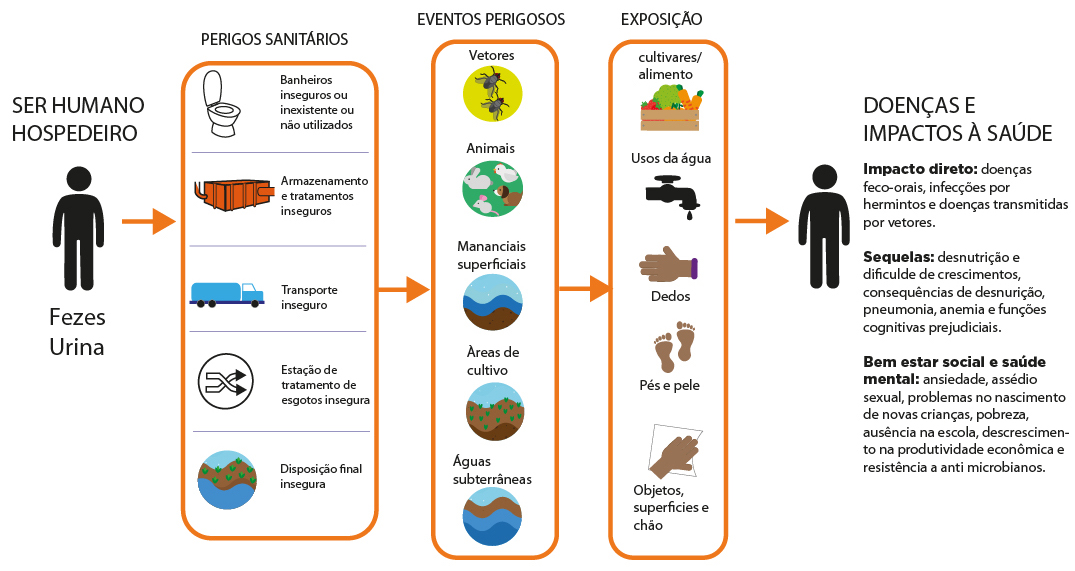 SER HUMANO
HOSPEDEIRO
Fezes
Urina
PERIGOS SANITÁRIOS
Banheiros
inseguros ou
inexistente ou
não utilizados
Armazenamento
e tratamentos
inseguros
Transporte
inseguro
Estação de
tratamento de
esgotos insegura
Disposição final
insegura
EVENTOS PERIGOSOS
Vetores
Animais
Mananciais
superficiais
Àreas de
cultivo
Águas
subterrâneas
EXPOSIÇÃO
cultivares/
alimento
Usos da água
Dedos
Pés e pele
Objetos,
superficies e
chão
DOENÇAS E
IMPACTOS À SAÚDE
Impacto direto: doenças
feco-orais, infecções por
hermintos e doenças transmitidas
por vetores.
Sequelas: desnutrição e
dificulde de crescimentos,
consequências de desnurição,
pneumonia, anemia e funções
cognitivas prejudiciais.
Bem estar social e saúde
mental: ansiedade, assédio
sexual, problemas no nascimento
de novas crianças, pobreza,
ausência na escola, descrescimen-
to na produtividade econômica e
resistência a anti microbianos.